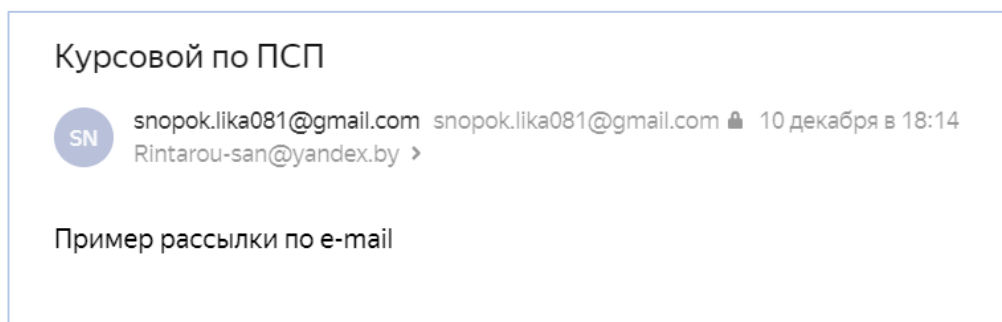 Курсовой по ПСП
SN
snopok.lika081@gmail.com snopok.lika081@gmail.com 10 декабря в 18:14
Rintarou-san@yandex.by >
Пример рассылки по e-mail